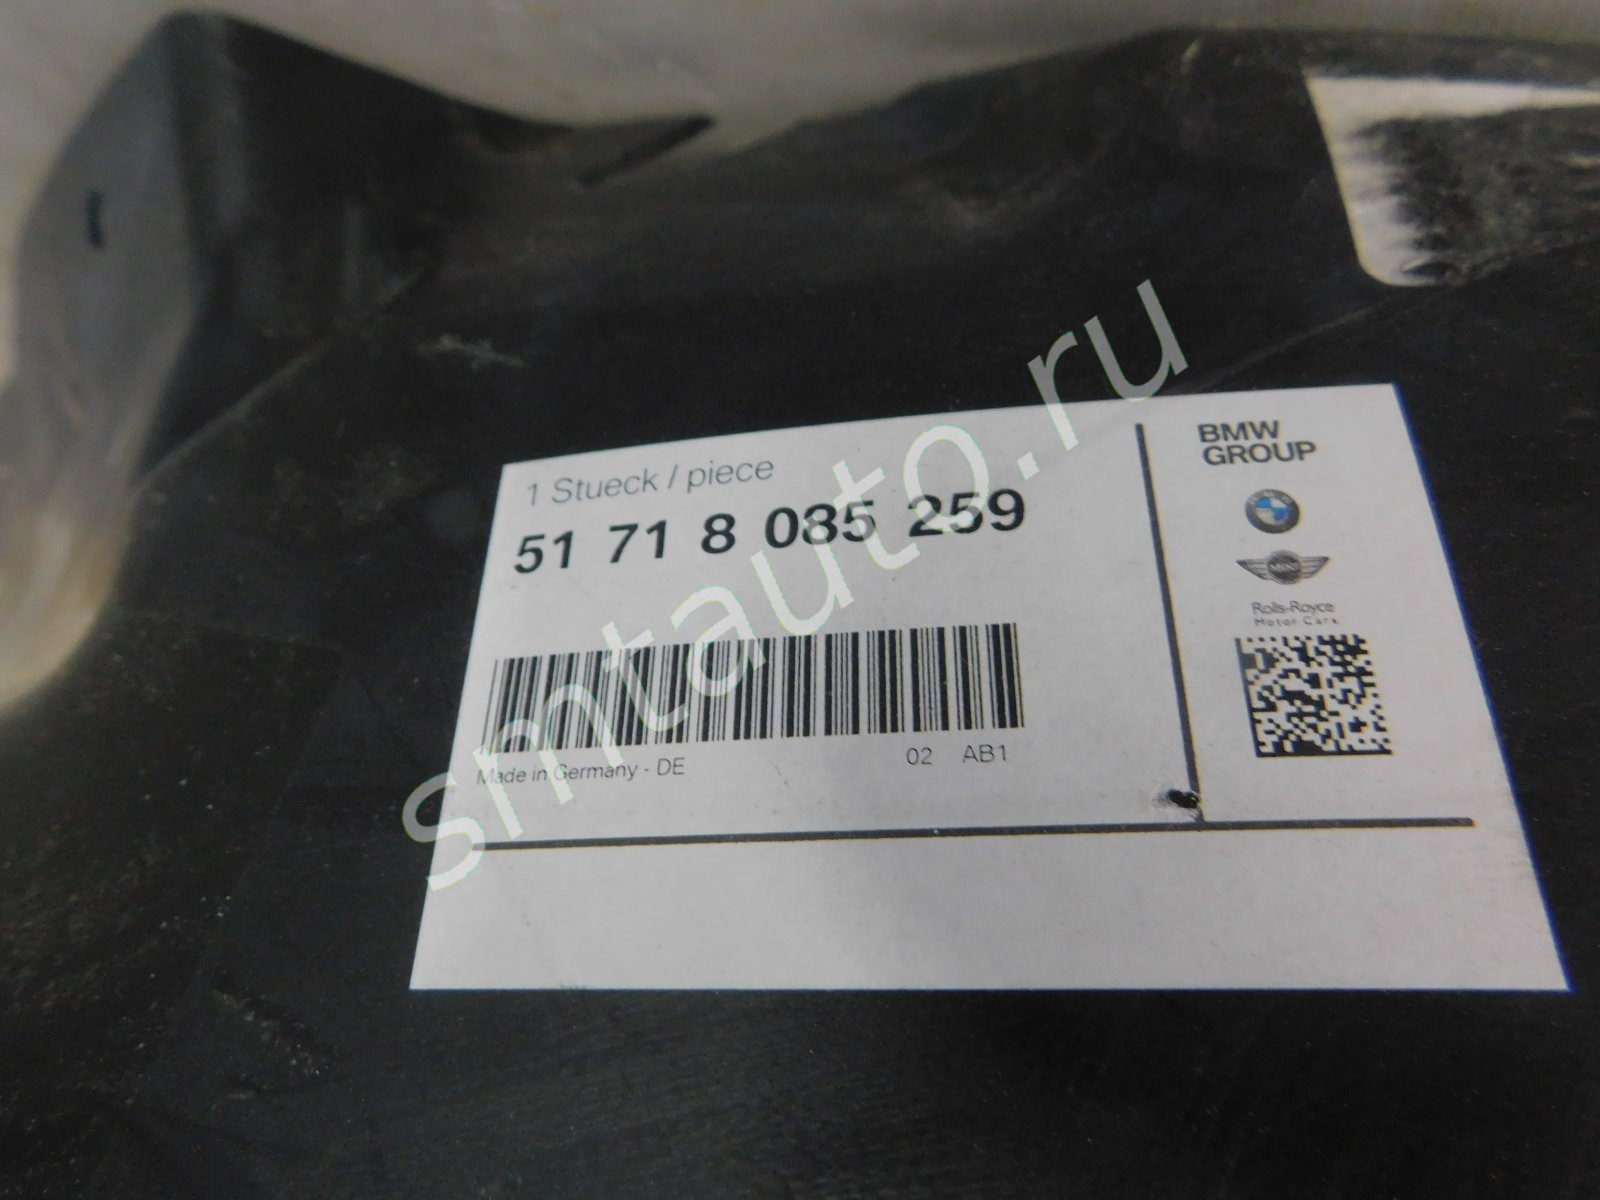 1 Stueck / piece
51 71 8 085 259
Made in Germany - DE
02 AB1
BMW
GROUP
MINI
Rolls-Royce
Motor Cars
smtauto.ru